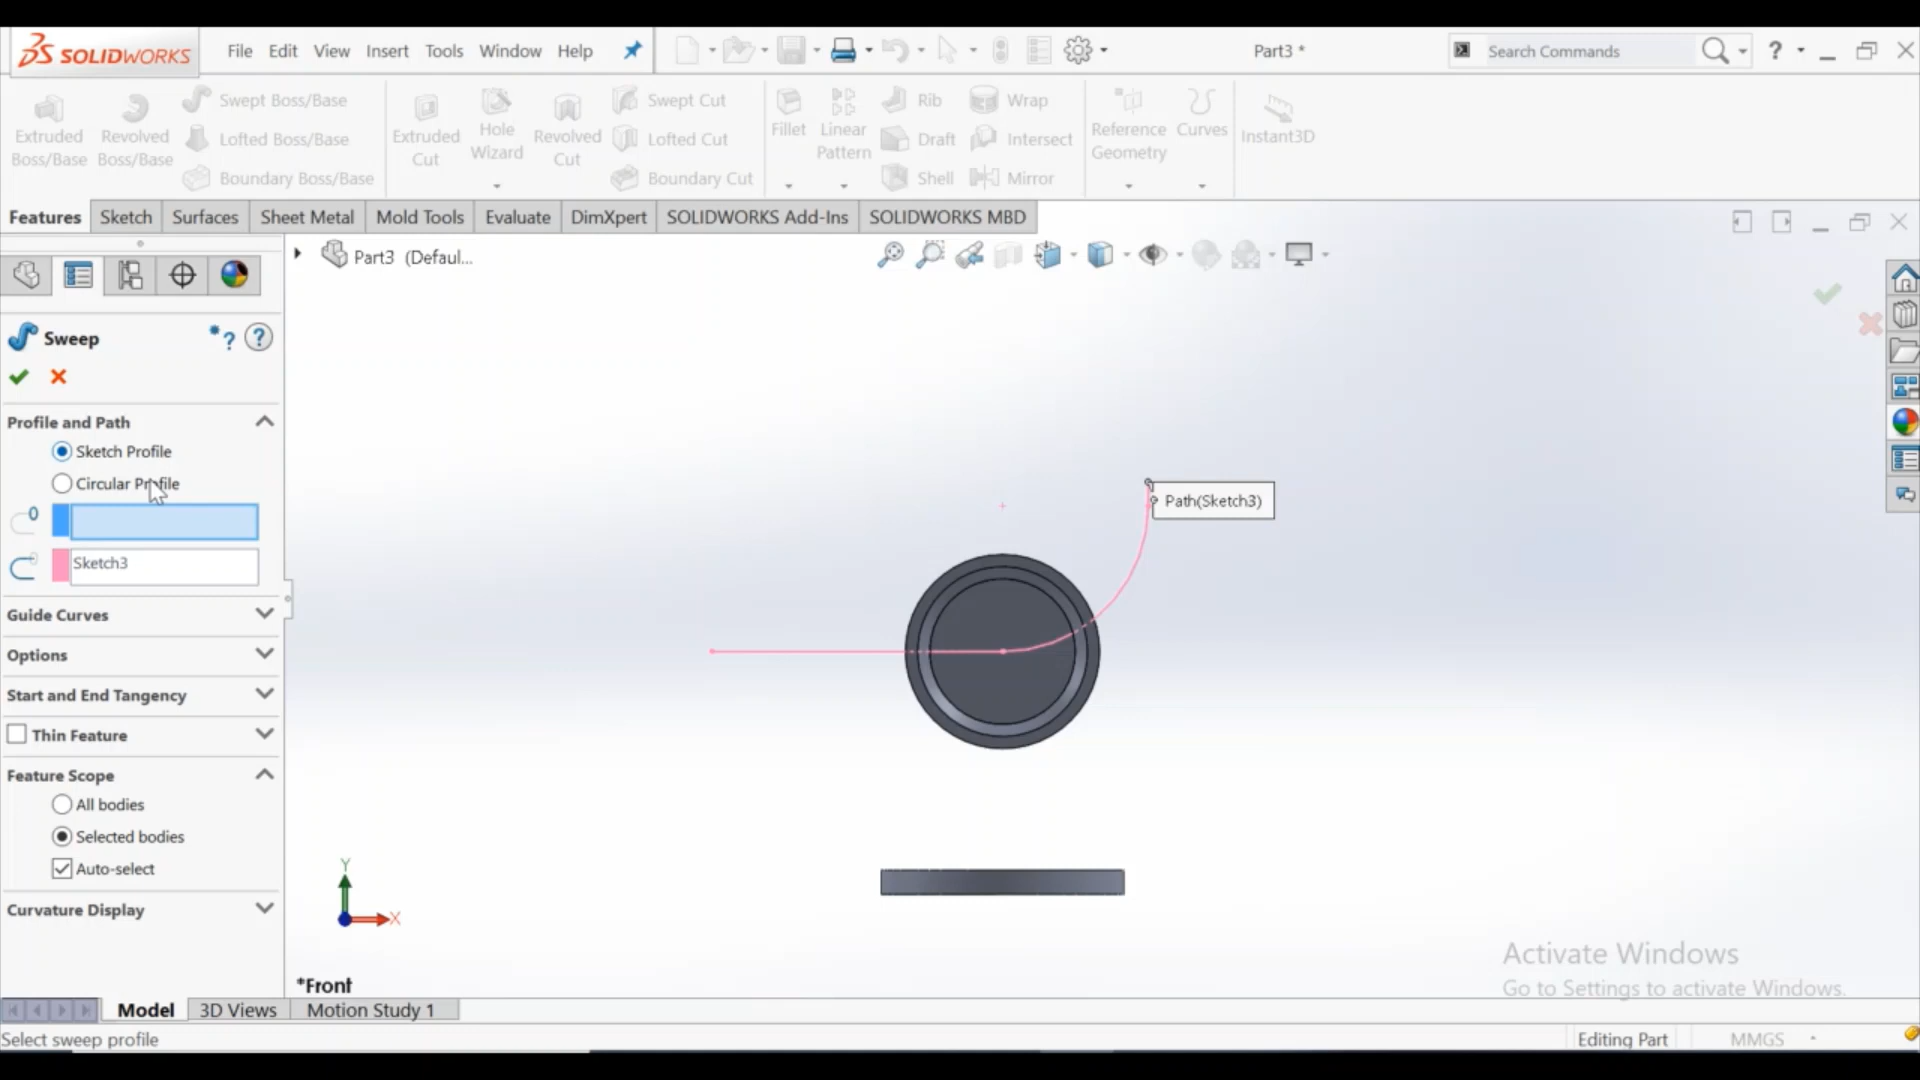 SOLIDWORKS File Edit View Insert Tools Window Help Part3 * Search Commands ?
Extruded Boss/Base
Revolved Boss/Base
Swept Boss/Base
Lofted Boss/Base
Boundary Boss/Base
Extruded Cut
Hole Wizard
Revolved Cut
Swept Cut
Lofted Cut
Boundary Cut
Fillet
Linear Pattern
Rib
Draft
Shell
Wrap
Intersect
Mirror
Reference Geometry
Curves
Instant3D
Features Sketch Surfaces Sheet Metal Mold Tools Evaluate DimXpert SOLIDWORKS Add-Ins SOLIDWORKS MBD
Part3 (Defaul...
Sweep
Profile and Path
Sketch Profile
Circular Profile
Sketch3
Guide Curves
Options
Start and End Tangency
Thin Feature
Feature Scope
All bodies
Selected bodies
Auto-select
Curvature Display
Path(Sketch3)
Y
X
*Front
Activate Windows
Go to Settings to activate Windows.
Model 3D Views Motion Study 1
Select sweep profile Editing Part MMGS